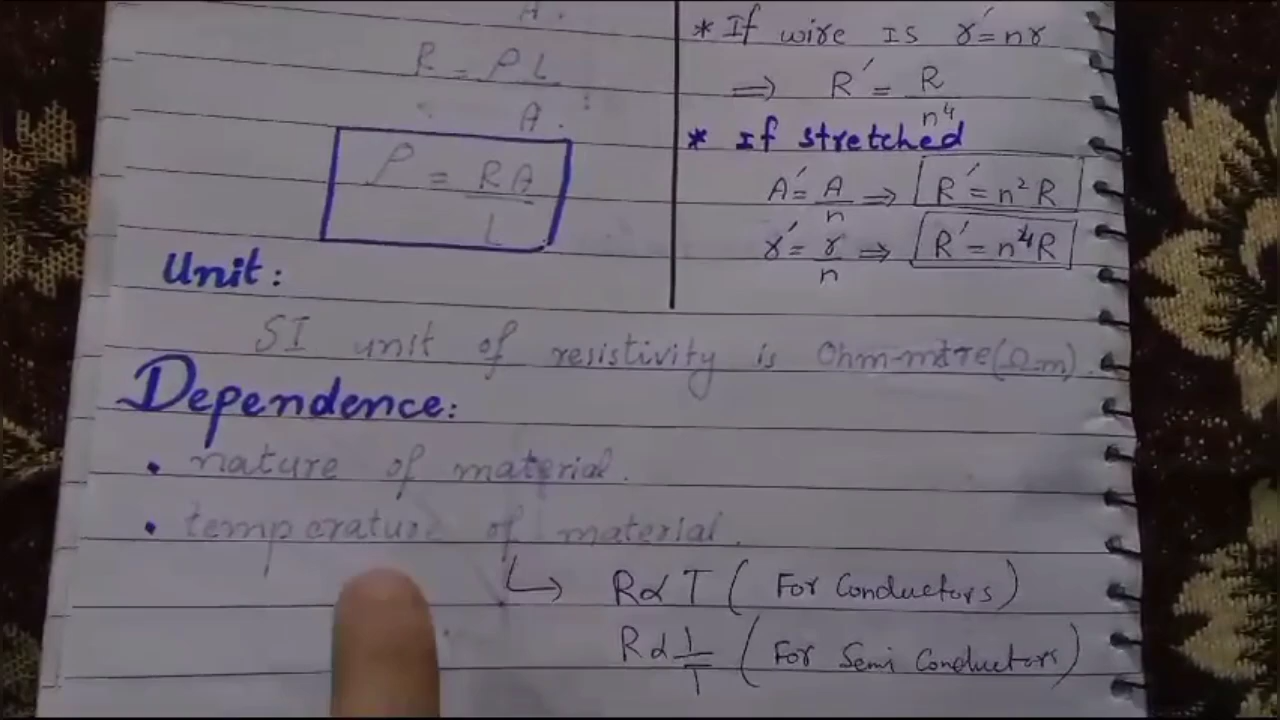 A.
R = ρL
A.
ρ = RA
L
Unit:
* If wire is r' = nr
⇒ R' = R
n⁴
* If stretched
A' = A ⇒ R' = n²R
n
r' = r ⇒ R' = n⁴R
n
SI unit of resistivity is Ohm-mtre(Ω.m).
Dependence:
• nature of material.
• temperature of material.
↳ R∝T (For Conductors)
R∝ 1 (For Semi Conductors)
T